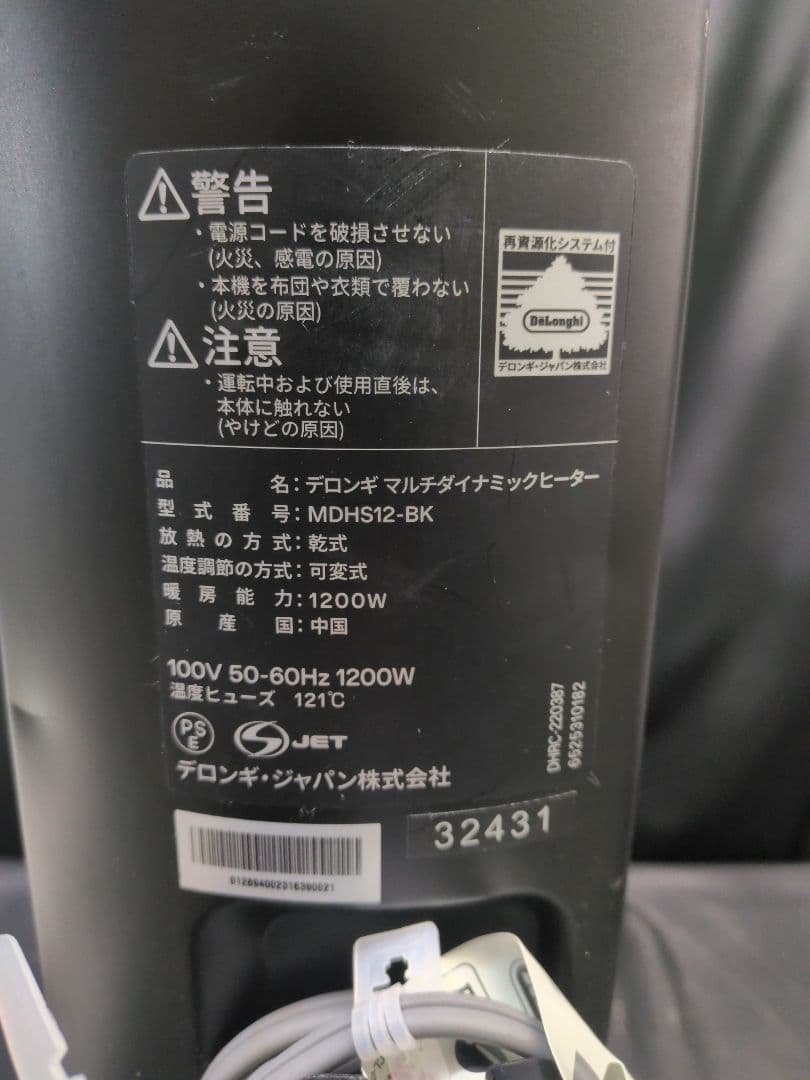 警告
・電源コードを破損させない
(火災、感電の原因)
・本機を布団や衣類で覆わない
(火災の原因)
注意
・運転中および使用直後は、
本体に触れない
(やけどの原因)
再資源化システム付
DeLonghi
デロンギ・ジャパン株式会社
品名：デロンギ マルチダイナミックヒーター
型式番号：MDHS12-BK
放熱の方式：乾式
温度調節の方式：可変式
暖房能力：1200W
原産国：中国
100V 50-60Hz 1200W
温度ヒューズ 121℃
PSE
JET
デロンギ・ジャパン株式会社
DHRC-220387
6525310182
32431